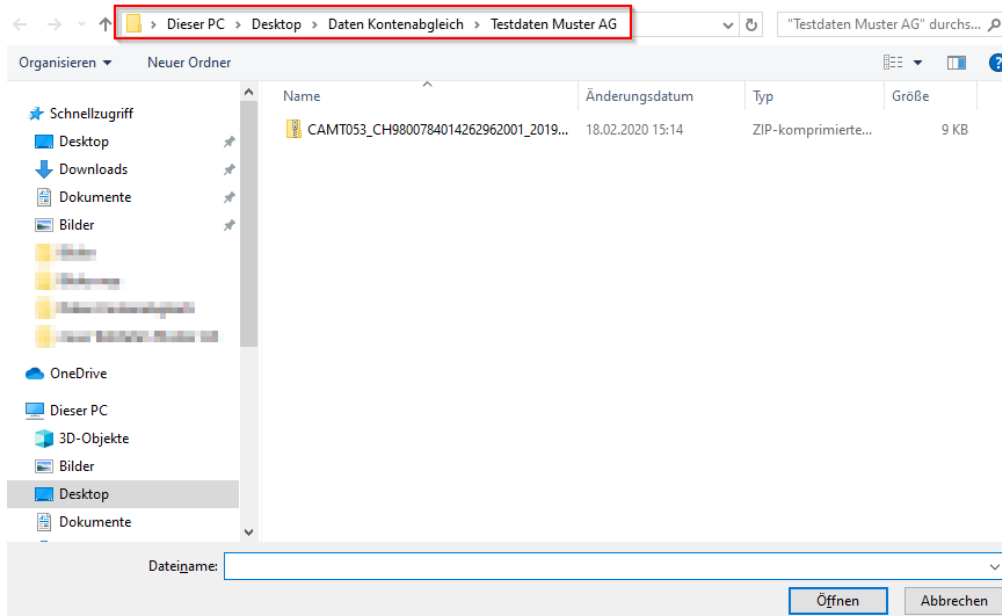 Dieser PC > Desktop > Daten Kontenabgleich > Testdaten Muster AG
"Testdaten Muster AG" durchs...
Organisieren
Neuer Ordner
Name
Änderungsdatum
Typ
Größe
CAMT053_CH9800784014262962001_2019...
18.02.2020 15:14
ZIP-komprimierte...
9 KB
Schnellzugriff
Desktop
Downloads
Dokumente
Bilder
OneDrive
Dieser PC
3D-Objekte
Bilder
Desktop
Dokumente
Dateiname:
Öffnen
Abbrechen